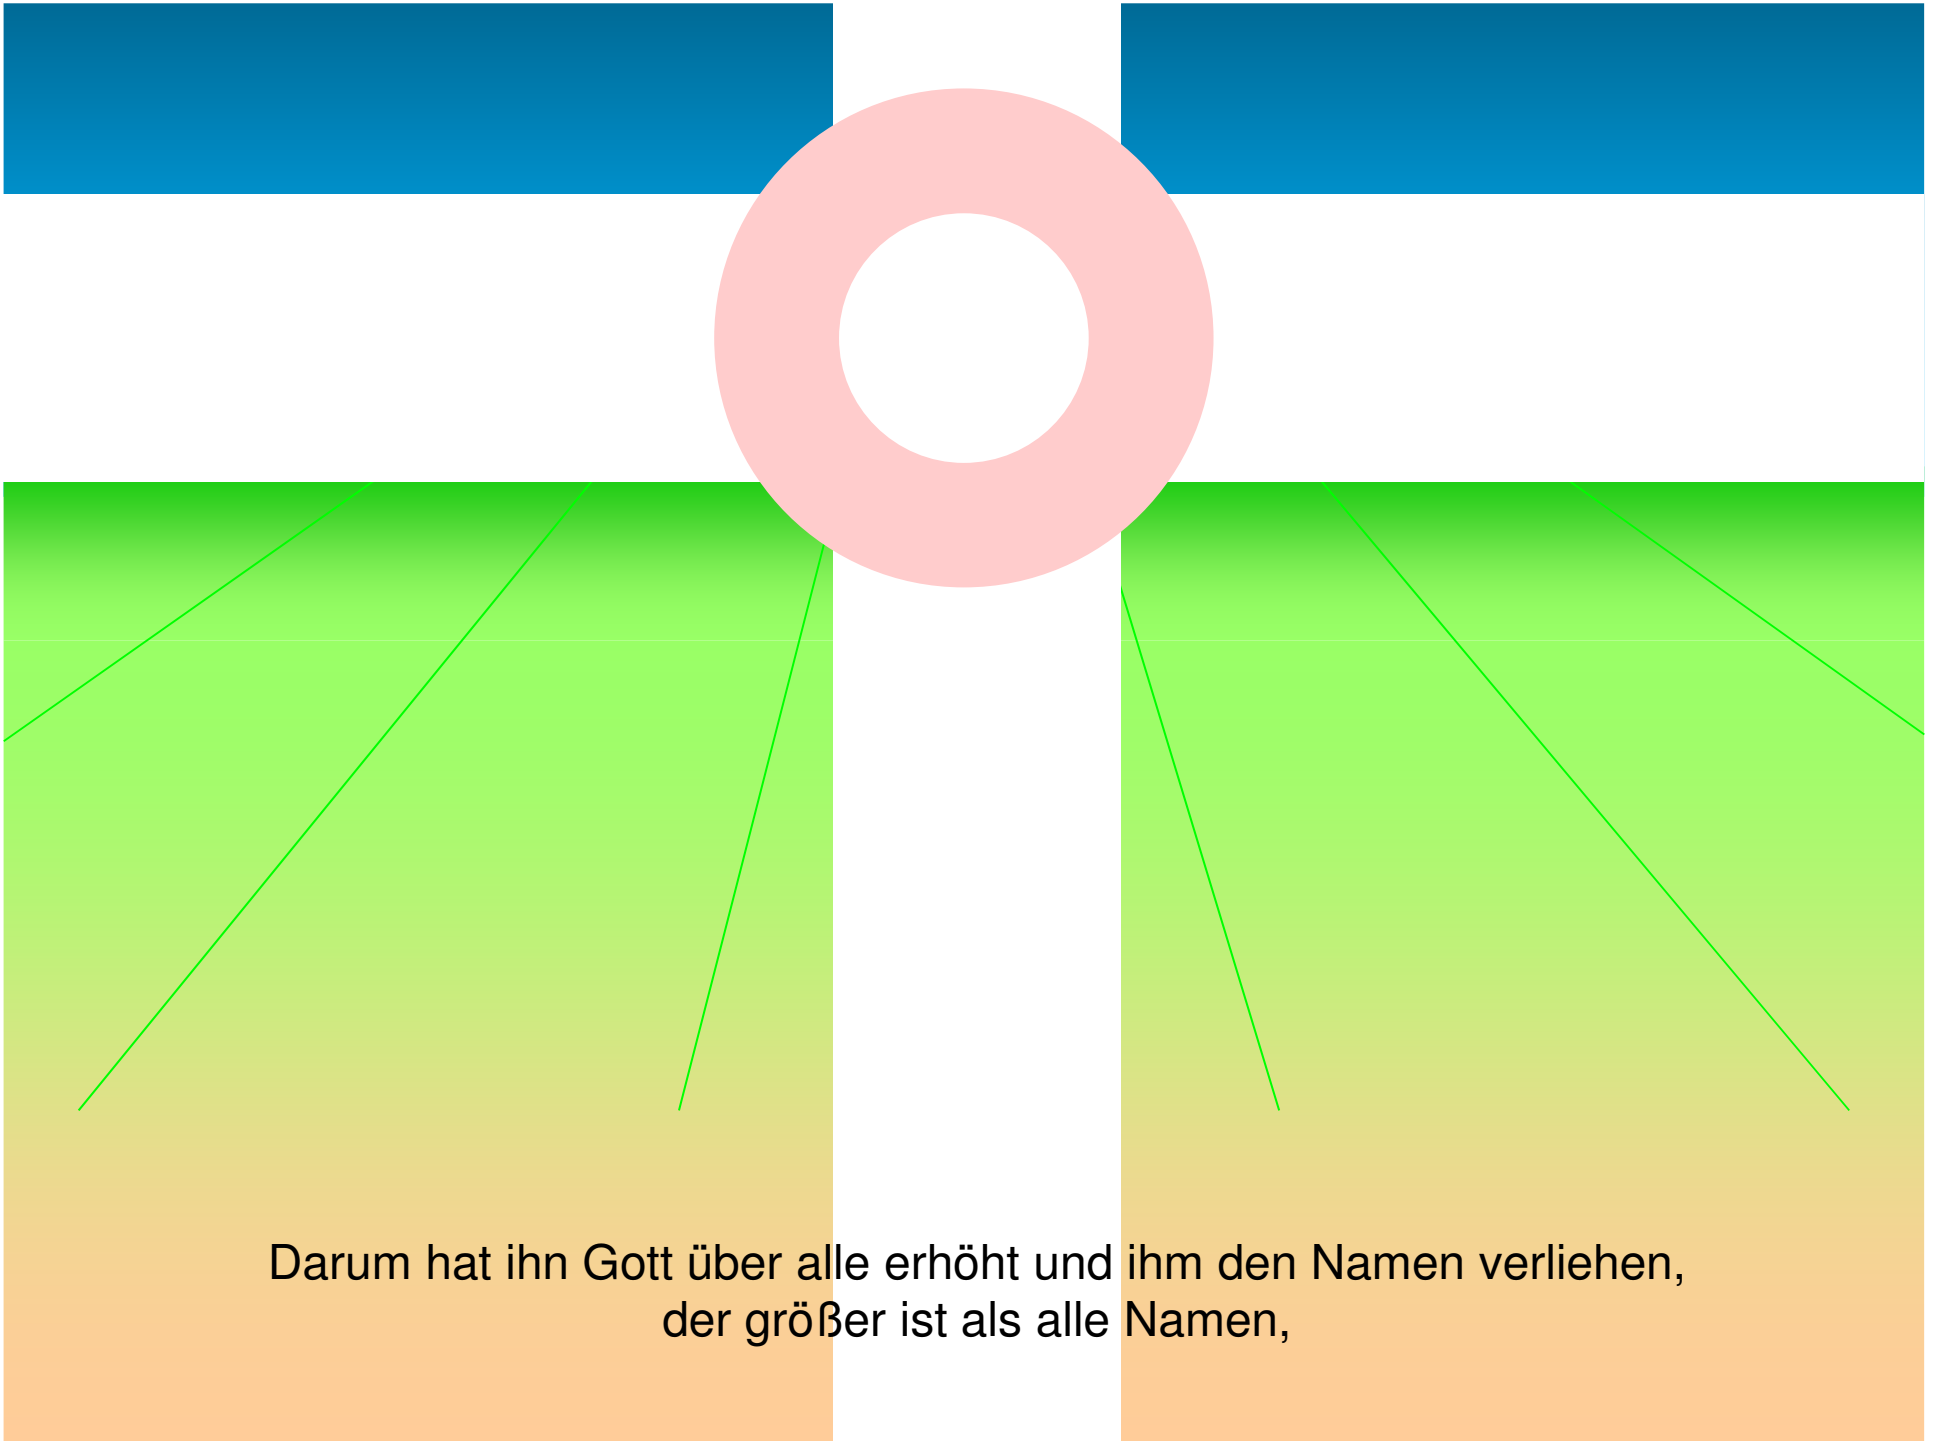 Darum hat ihn Gott über alle erhöht und ihm den Namen verliehen,
der größer ist als alle Namen,